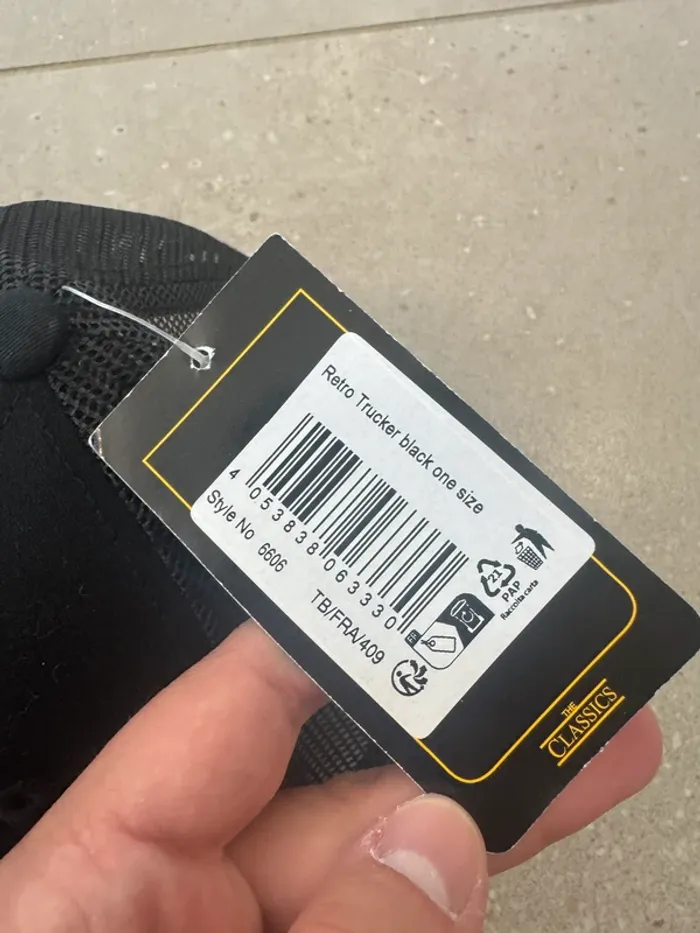 Retro Trucker black one size
4 053838 063330
Style No 6606
TB/FRA/409
21
PAP
Raccolta carta
FR
THE
CLASSICS